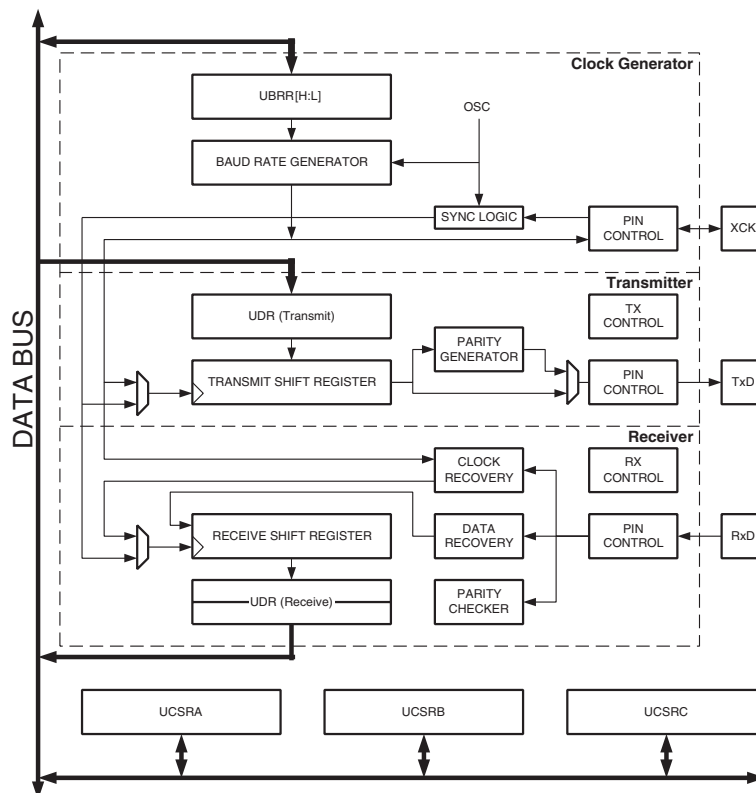 Clock Generator
UBRR[H:L]
OSC
BAUD RATE GENERATOR
SYNC LOGIC
PIN
CONTROL
XCK
Transmitter
UDR (Transmit)
TX
CONTROL
PARITY
GENERATOR
TRANSMIT SHIFT REGISTER
PIN
CONTROL
TxD
DATA BUS
Receiver
CLOCK
RECOVERY
RX
CONTROL
RECEIVE SHIFT REGISTER
DATA
RECOVERY
PIN
CONTROL
RxD
UDR (Receive)
PARITY
CHECKER
UCSRA
UCSRB
UCSRC